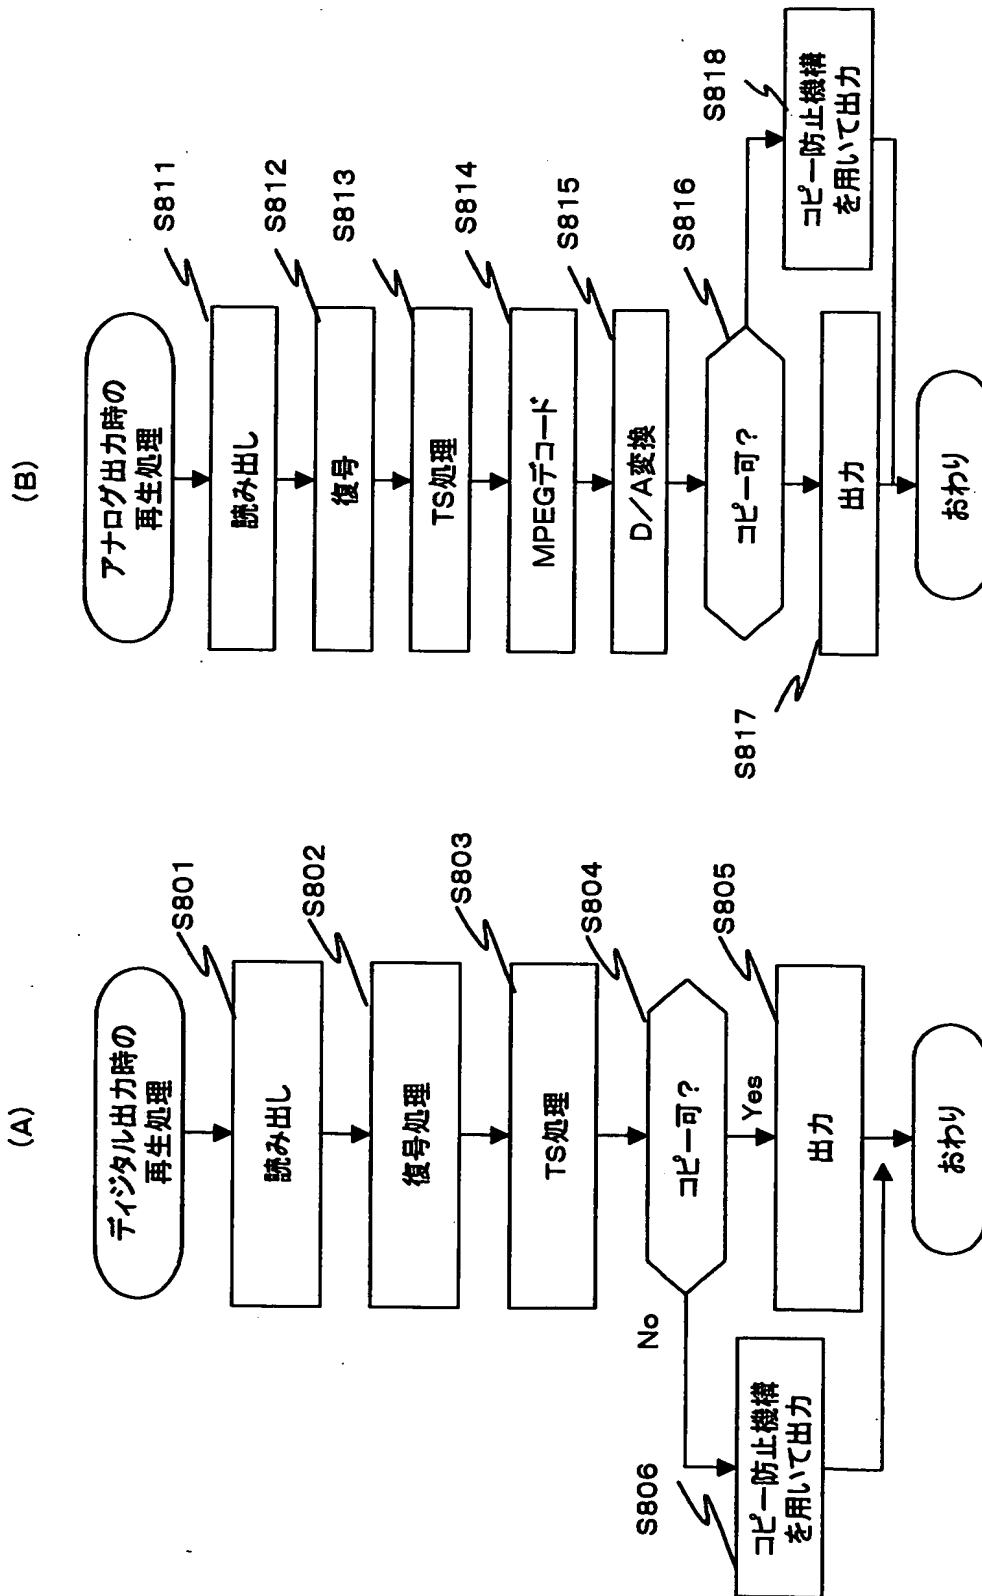 (A)
ディジタル出力時の
再生処理
S801
読み出し
S802
復号処理
S803
TS処理
S804
コピー可？
Yes
No
S805
出力
S806
コピー防止機構
を用いて出力
おわり
(B)
アナログ出力時の
再生処理
S811
読み出し
S812
復号
S813
TS処理
S814
MPEGデコード
S815
D／A変換
S816
コピー可？
S817
出力
S818
コピー防止機構
を用いて出力
おわり